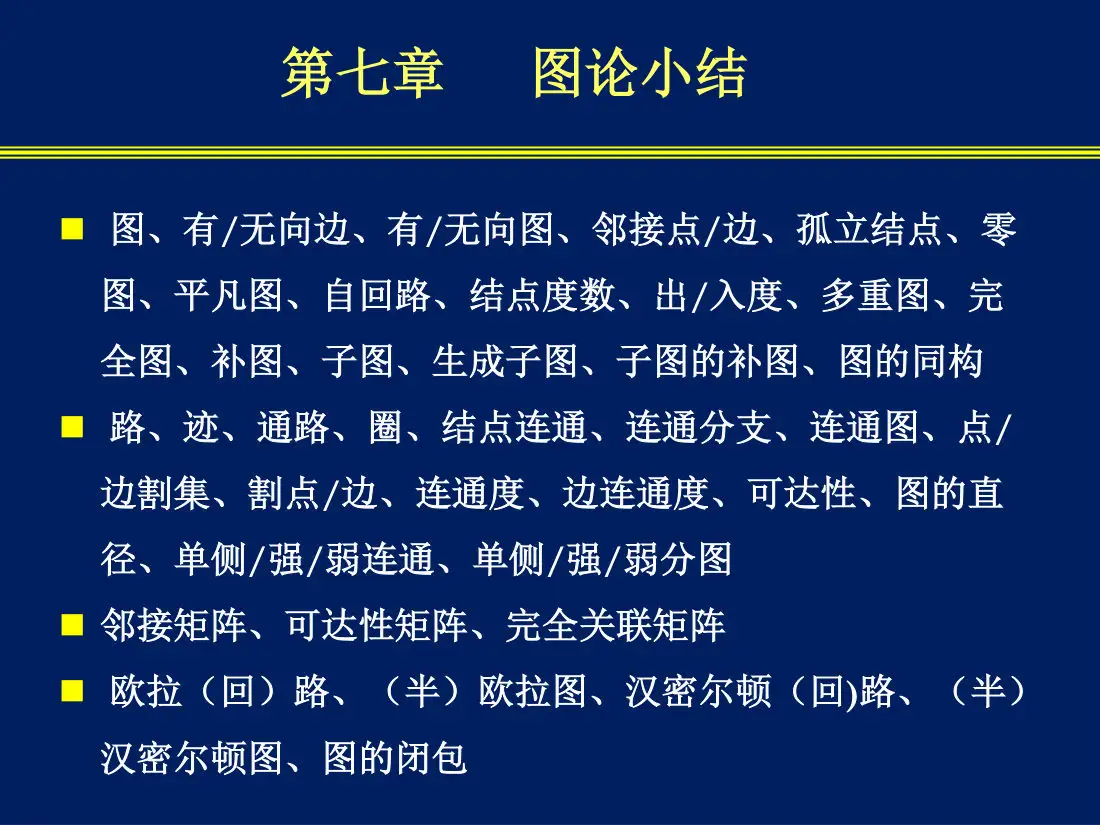 第七章 图论小结
图、有/无向边、有/无向图、邻接点/边、孤立结点、零
图、平凡图、自回路、结点度数、出/入度、多重图、完
全图、补图、子图、生成子图、子图的补图、图的同构
路、迹、通路、圈、结点连通、连通分支、连通图、点/
边割集、割点/边、连通度、边连通度、可达性、图的直
径、单侧/强/弱连通、单侧/强/弱分图
邻接矩阵、可达性矩阵、完全关联矩阵
欧拉（回）路、（半）欧拉图、汉密尔顿（回)路、（半）
汉密尔顿图、图的闭包